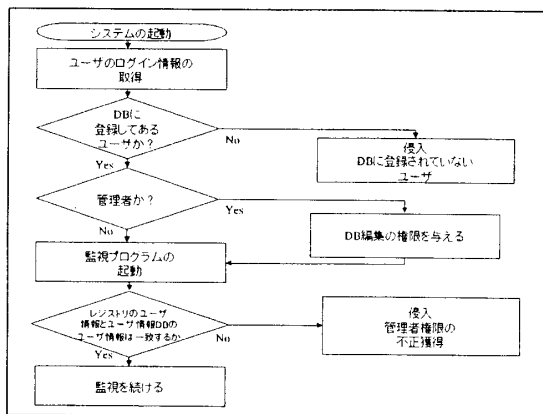 システムの起動
ユーザのログイン情報の
取得
DBに
登録してある
ユーザか？
No
Yes
侵入
DBに登録されていない
ユーザ
管理者か？
Yes
No
DB編集の権限を与える
監視プログラムの
起動
レジストリのユーザ
情報とユーザ情報DBの
ユーザ情報は一致するか
No
Yes
侵入
管理者権限の
不正獲得
監視を続ける